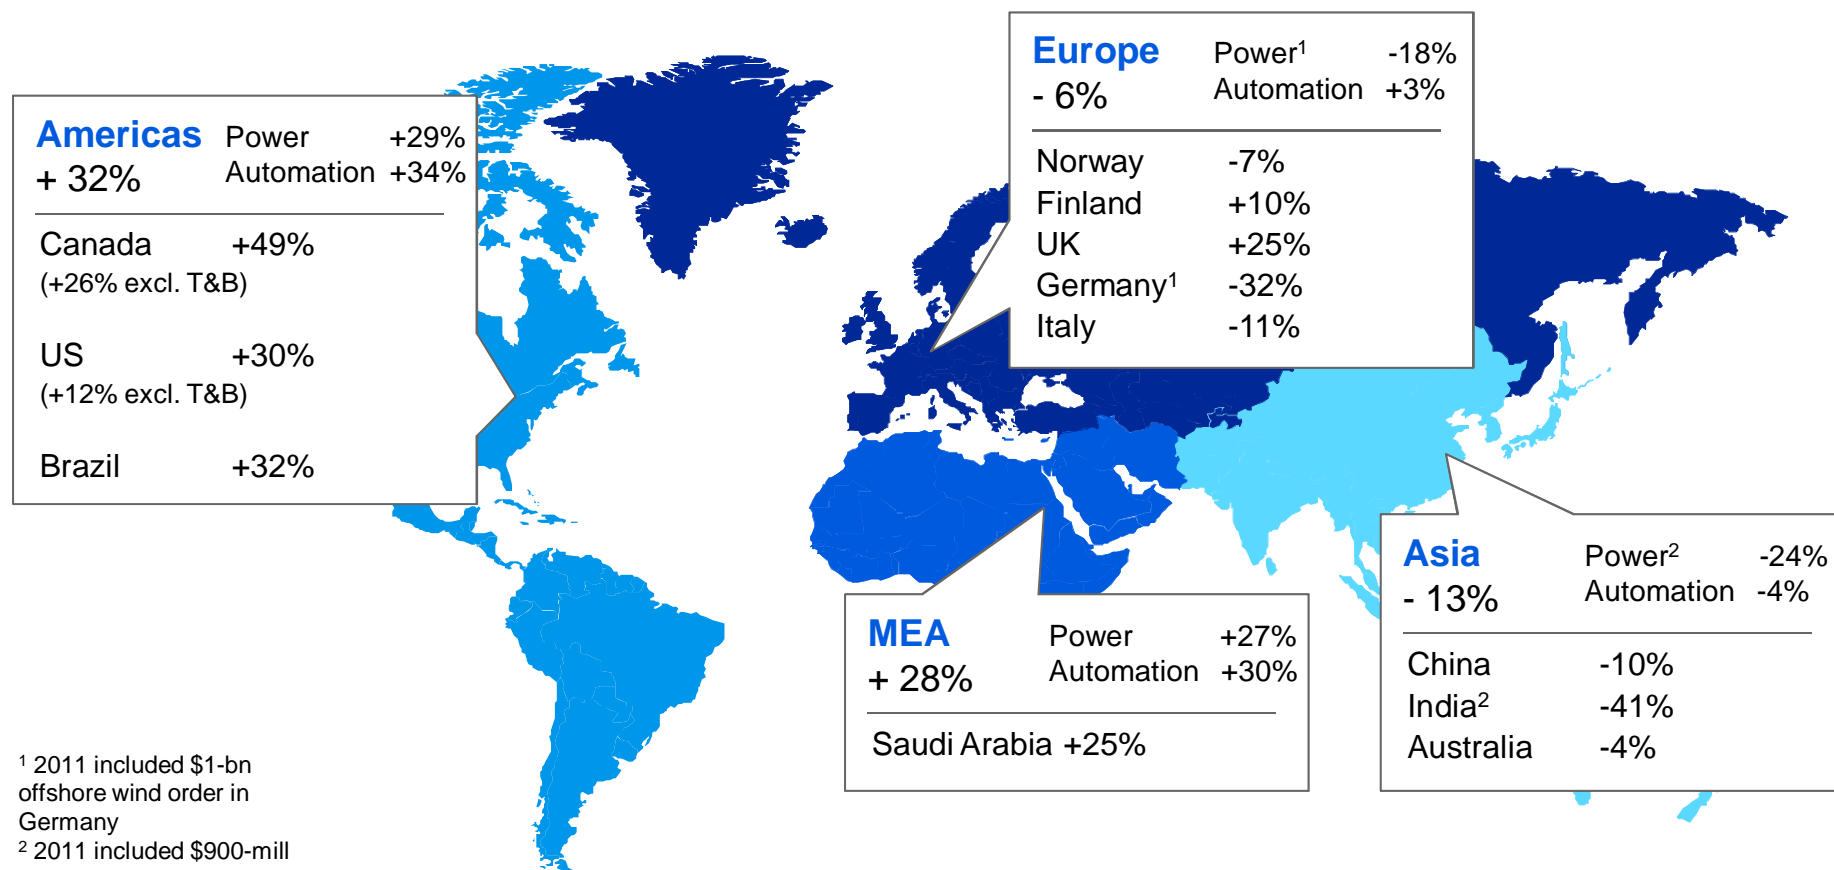 Americas
+ 32%
Power +29%
Automation +34%
Canada +49%
(+26% excl. T&B)
US +30%
(+12% excl. T&B)
Brazil +32%
Europe
- 6%
Power¹ -18%
Automation +3%
Norway -7%
Finland +10%
UK +25%
Germany¹ -32%
Italy -11%
MEA
+ 28%
Power +27%
Automation +30%
Saudi Arabia +25%
Asia
- 13%
Power² -24%
Automation -4%
China -10%
India² -41%
Australia -4%
¹ 2011 included $1-bn
offshore wind order in
Germany
² 2011 included $900-mill